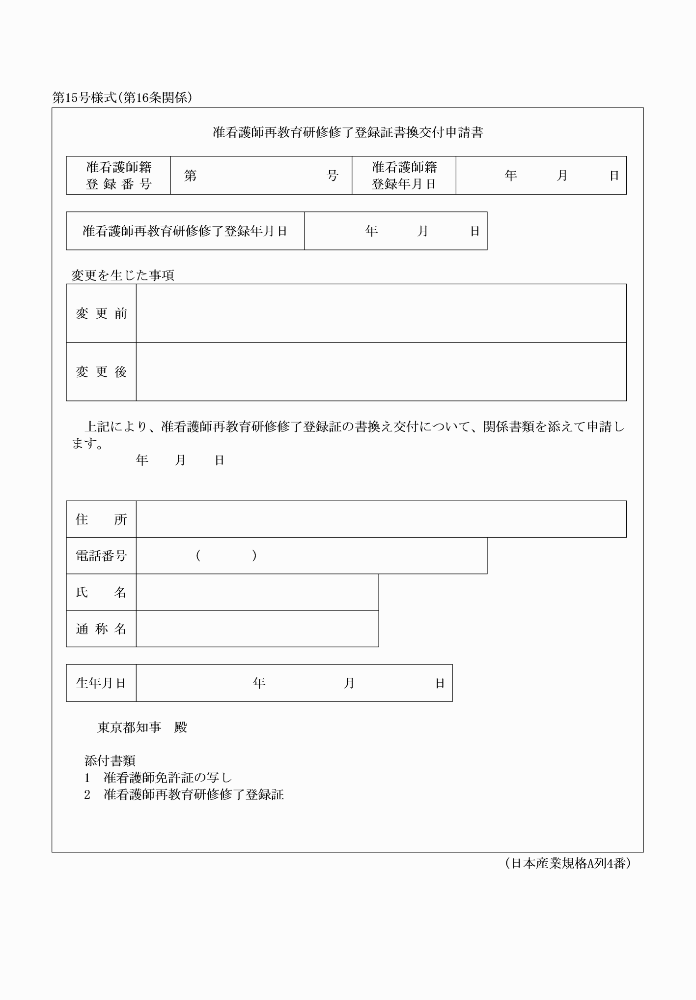 第15号様式(第16条関係)
准看護師再教育研修修了登録証書換交付申請書
准看護師籍
登録番号
第 号
准看護師籍
登録年月日
年 月 日
准看護師再教育研修修了登録年月日
年 月 日
変更を生じた事項
変更前
変更後
上記により、准看護師再教育研修修了登録証の書換え交付について、関係書類を添えて申請し
ます。
年 月 日
住 所
電話番号
( )
氏 名
通称名
生年月日
年 月 日
東京都知事 殿
添付書類
1 准看護師免許証の写し
2 准看護師再教育研修修了登録証
(日本産業規格A列4番)